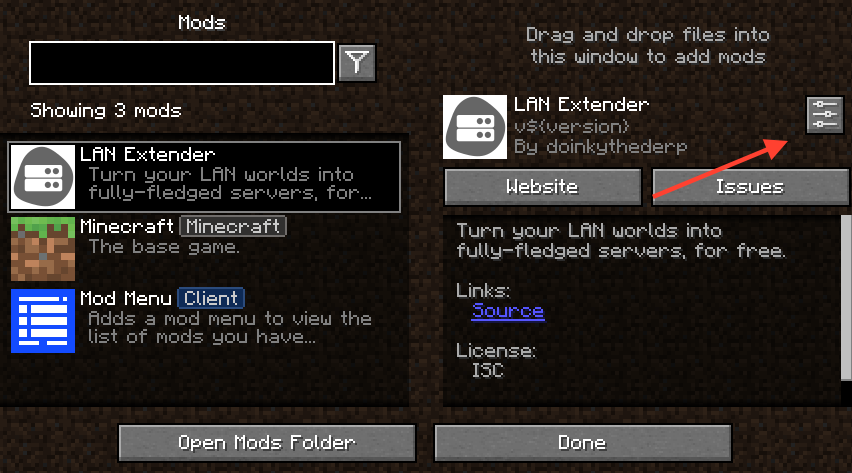 Mods
Drag and drop files into
this window to add mods
Showing 3 mods
LAN Extender
Turn your LAN worlds into
fully-fledged servers, for...
Minecraft Minecraft
The base game.
Mod Menu Client
Adds a mod menu to view the
list of mods you have...
LAN Extender
v${version}
By doinkythederp
Website Issues
Turn your LAN worlds into
fully-fledged servers, for free.
Links:
Source
License:
ISC
Open Mods Folder Done